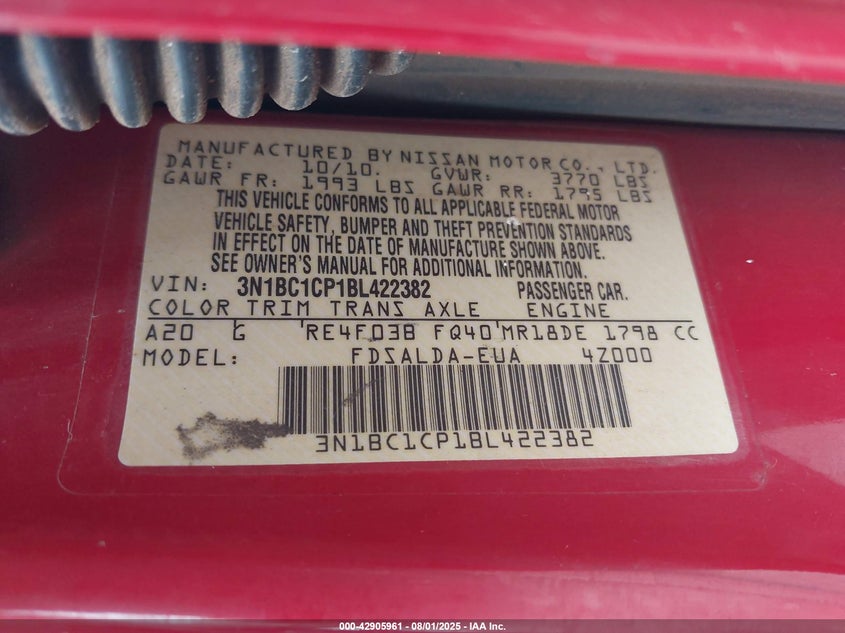 MANUFACTURED BY NISSAN MOTOR CO., LTD.
DATE: 10/10. GVWR: 3770 LBS
GAWR FR: 1993 LBS GAWR RR: 1795 LBS
THIS VEHICLE CONFORMS TO ALL APPLICABLE FEDERAL MOTOR
VEHICLE SAFETY, BUMPER AND THEFT PREVENTION STANDARDS
IN EFFECT ON THE DATE OF MANUFACTURE SHOWN ABOVE.
SEE OWNER'S MANUAL FOR ADDITIONAL INFORMATION.
VIN: 3N1BC1CP1BL422382 PASSENGER CAR.
COLOR TRIM TRANS AXLE ENGINE
A20 G RE4F03B FQ40 MR18DE 1798 CC
MODEL: FDSALDA-EUA 4Z000
3N1BC1CP1BL422382
000-42905961 - 08/01/2025 - IAA Inc.